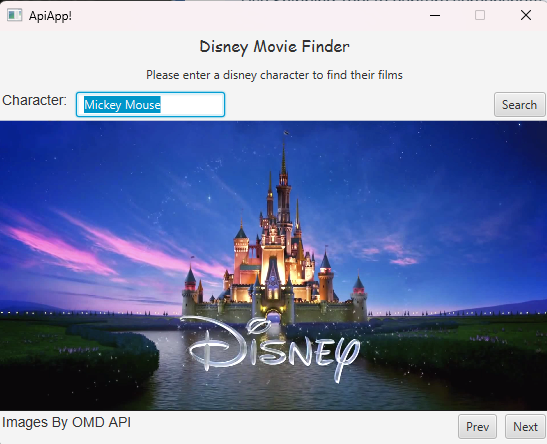 ApiApp!
Disney Movie Finder
Please enter a disney character to find their films
Character: Mickey Mouse Search
Disney
Images By OMD API Prev Next